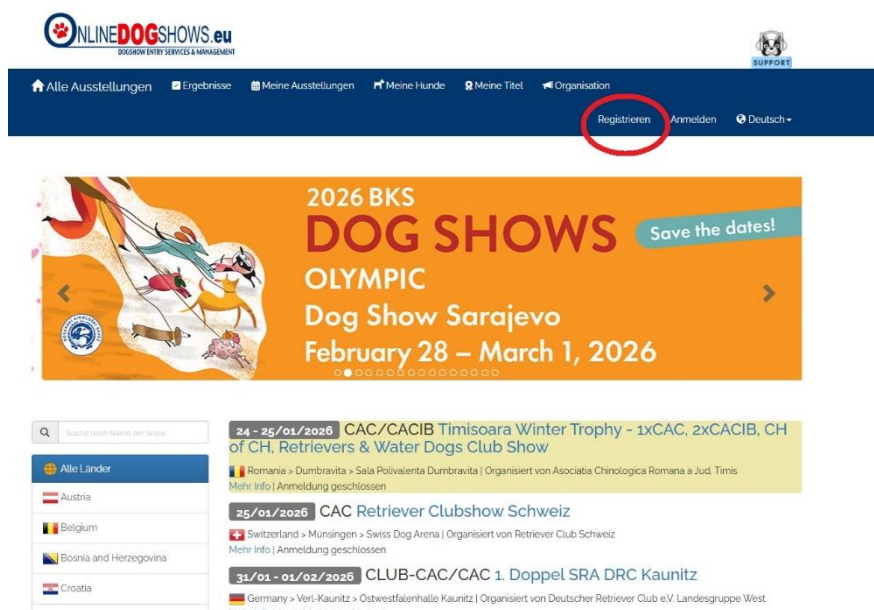 ONLINEDOGSHOWS.eu
DOGSHOW ENTRY SERVICES & MANAGEMENT
SUPPORT
Alle Ausstellungen Ergebnisse Meine Ausstellungen Meine Hunde Meine Titel Organisation
Registrieren Anmelden Deutsch
2026 BKS
DOG SHOWS
Save the dates!
OLYMPIC
Dog Show Sarajevo
February 28 – March 1, 2026
Suche nach Name der Show
Alle Länder
Austria
Belgium
Bosnia and Herzegovina
Croatia
24 - 25/01/2026 CAC/CACIB Timisoara Winter Trophy - 1xCAC, 2xCACIB, CH
of CH, Retrievers & Water Dogs Club Show
Romania > Dumbravita > Sala Polivalenta Dumbravita | Organisiert von Asociatia Chinologica Romana a Jud. Timis
Mehr Info | Anmeldung geschlossen
25/01/2026 CAC Retriever Clubshow Schweiz
Switzerland > Münsingen > Swiss Dog Arena | Organisiert von Retriever Club Schweiz
Mehr Info | Anmeldung geschlossen
31/01 - 01/02/2026 CLUB-CAC/CAC 1. Doppel SRA DRC Kaunitz
Germany > Verl-Kaunitz > Ostwestfalenhalle Kaunitz | Organisiert von Deutscher Retriever Club e.V. Landesgruppe West